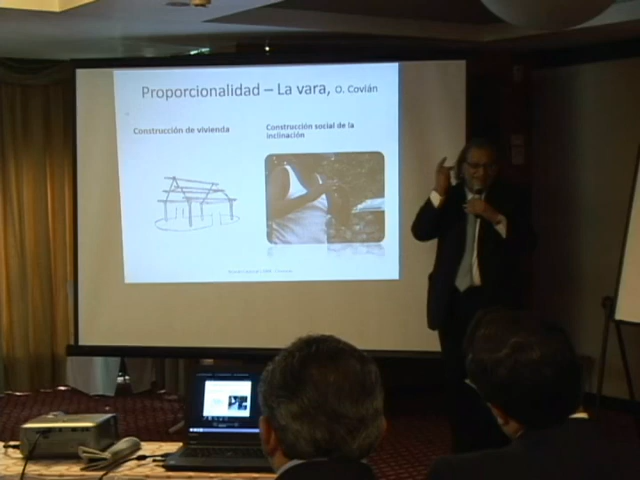 Proporcionalidad – La vara, O. Covián
Construcción de vivienda
Construcción social de la
inclinación